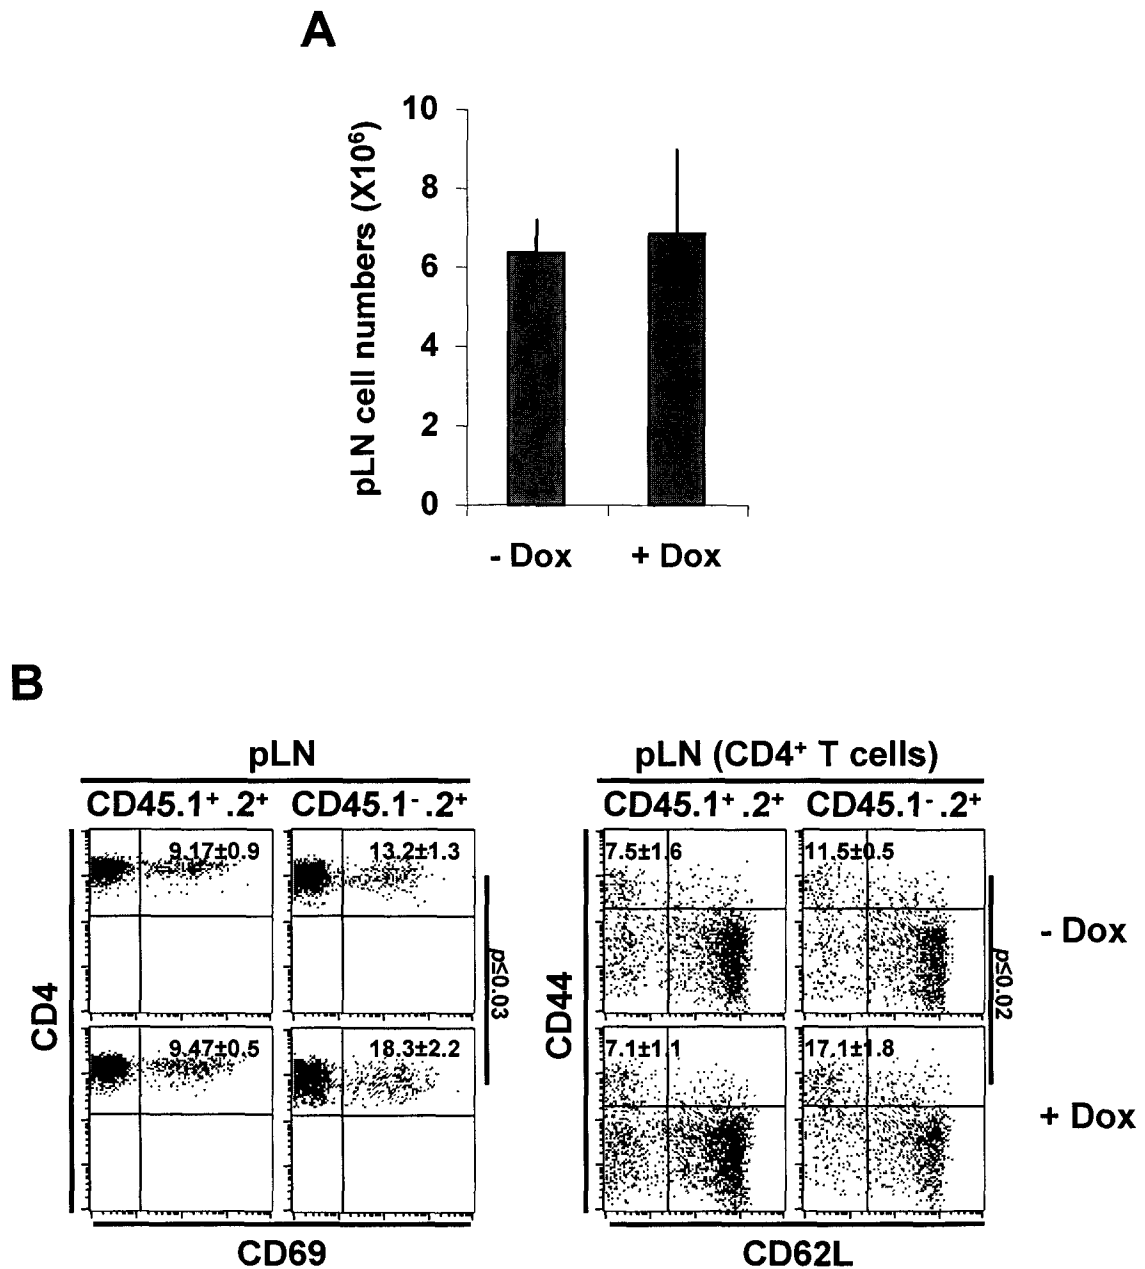 A
pLN cell numbers (X10⁶)
10
8
6
4
2
0
- Dox
+ Dox
B
pLN
pLN (CD4⁺ T cells)
CD45.1⁺ .2⁺
CD45.1⁻ .2⁺
CD45.1⁺ .2⁺
CD45.1⁻ .2⁺
9.17±0.9
13.2±1.3
7.5±1.6
11.5±0.5
- Dox
p≤0.03
p≤0.02
CD4
CD44
9.47±0.5
18.3±2.2
7.1±1.1
17.1±1.8
+ Dox
CD69
CD62L